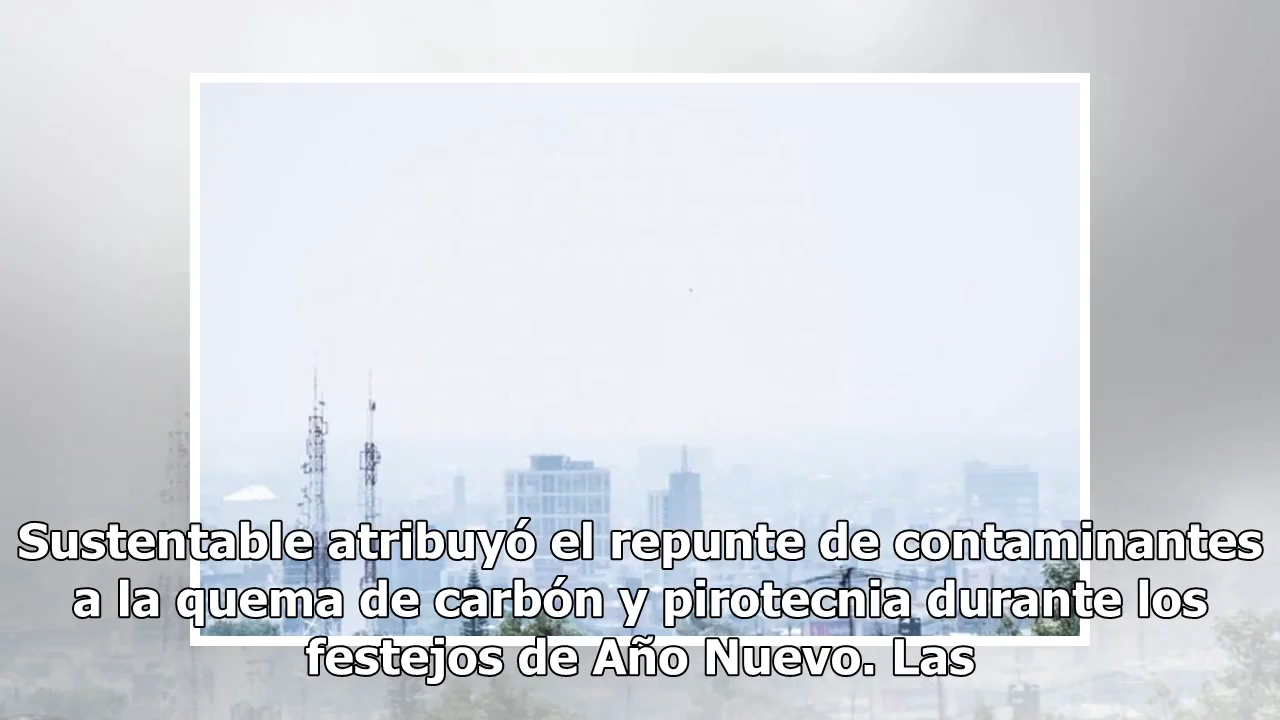 Sustentable atribuyó el repunte de contaminantes
a la quema de carbón y pirotecnia durante los
festejos de Año Nuevo. Las